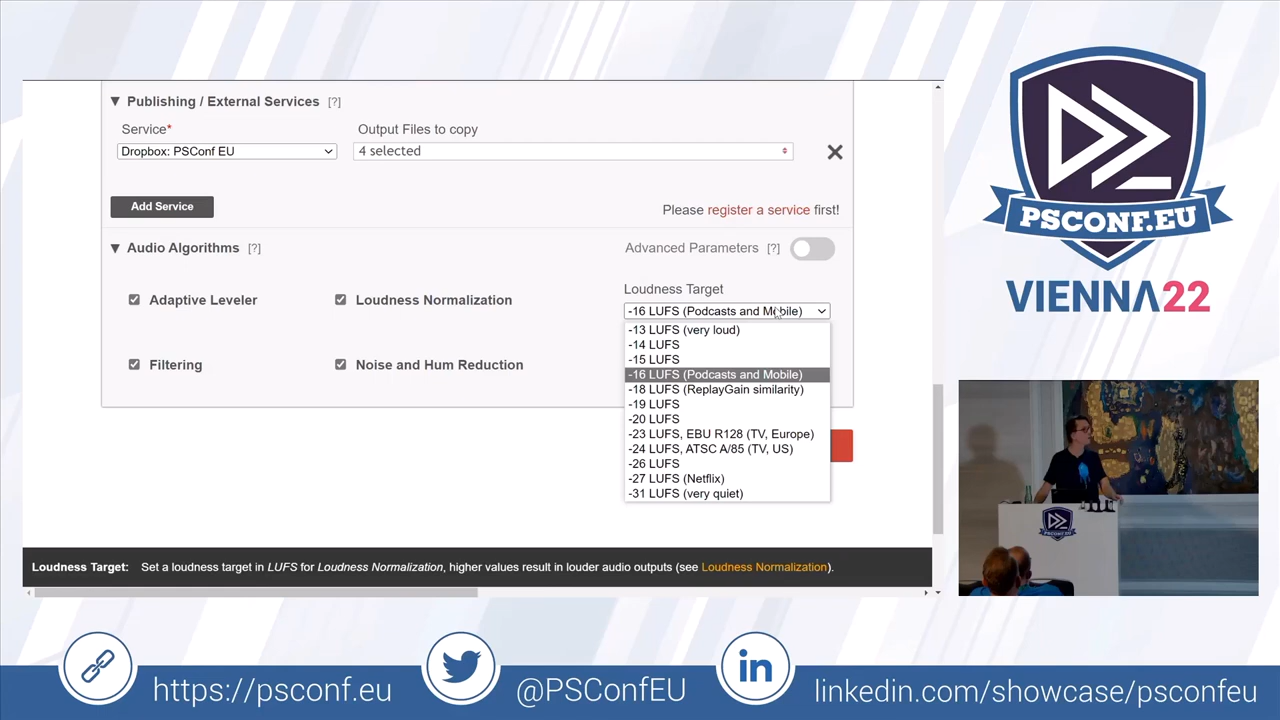 Publishing / External Services [?]
Service*
Output Files to copy
Dropbox: PSConf EU
4 selected
Add Service
Please register a service first!
Audio Algorithms [?]
Advanced Parameters [?]
Adaptive Leveler
Loudness Normalization
Loudness Target
-16 LUFS (Podcasts and Mobile)
-13 LUFS (very loud)
-14 LUFS
-15 LUFS
-16 LUFS (Podcasts and Mobile)
-18 LUFS (ReplayGain similarity)
-19 LUFS
-20 LUFS
-23 LUFS, EBU R128 (TV, Europe)
-24 LUFS, ATSC A/85 (TV, US)
-26 LUFS
-27 LUFS (Netflix)
-31 LUFS (very quiet)
Filtering
Noise and Hum Reduction
Loudness Target: Set a loudness target in LUFS for Loudness Normalization, higher values result in louder audio outputs (see Loudness Normalization).
PSCONF.EU
VIENNA22
PSCONF.EU
https://psconf.eu
@PSConfEU
linkedin.com/showcase/psconfeu